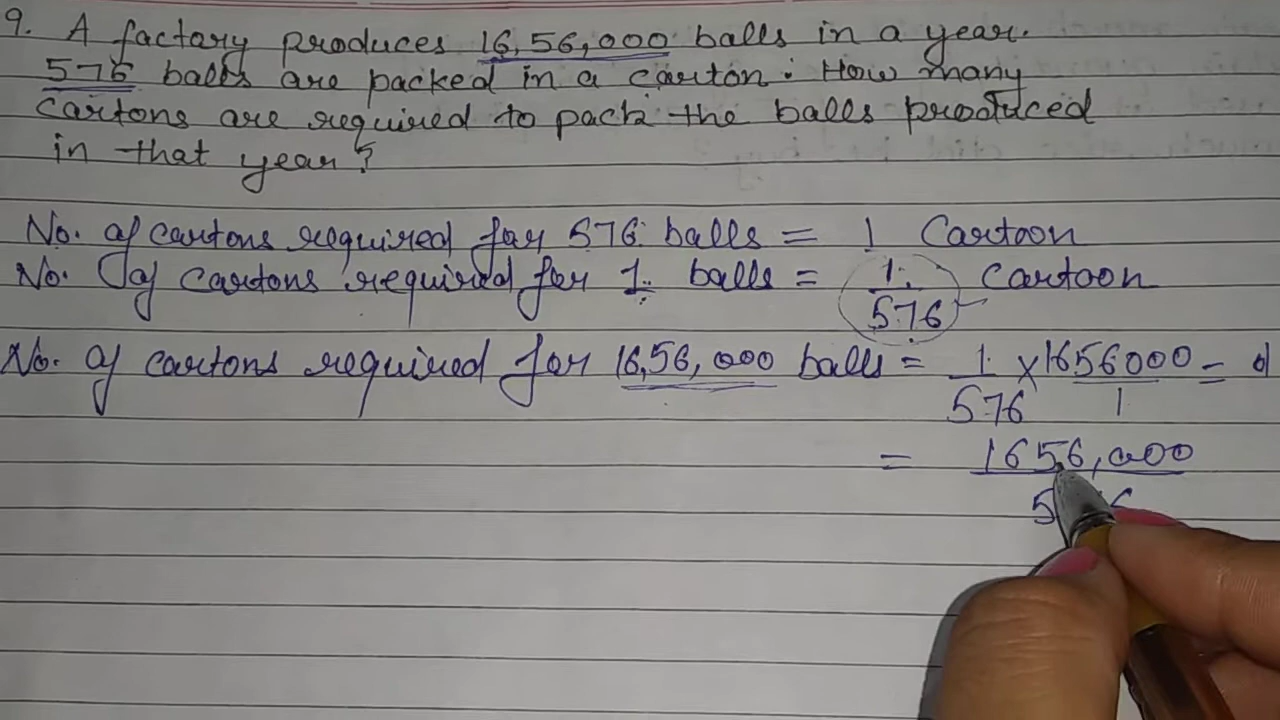 9. A factory produces 16,56,000 balls in a year.
576 balls are packed in a carton. How many
cartons are required to pack the balls produced
in that year?
No. of cartons required for 576 balls = 1 Cartoon
No. of cartons required for 1 balls = 1/576 Cartoon
No. of cartons required for 16,56,000 balls = 1/576 × 1656000/1 =
= 1656,000